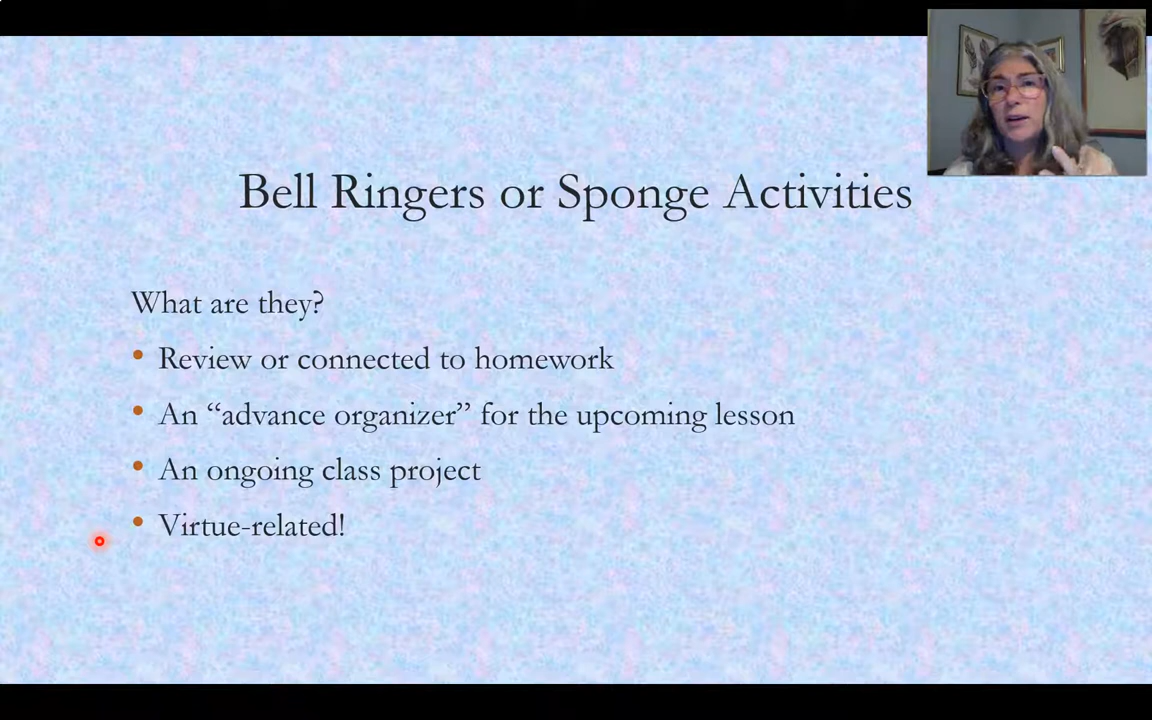 Bell Ringers or Sponge Activities
What are they?
• Review or connected to homework
• An “advance organizer” for the upcoming lesson
• An ongoing class project
• Virtue-related!